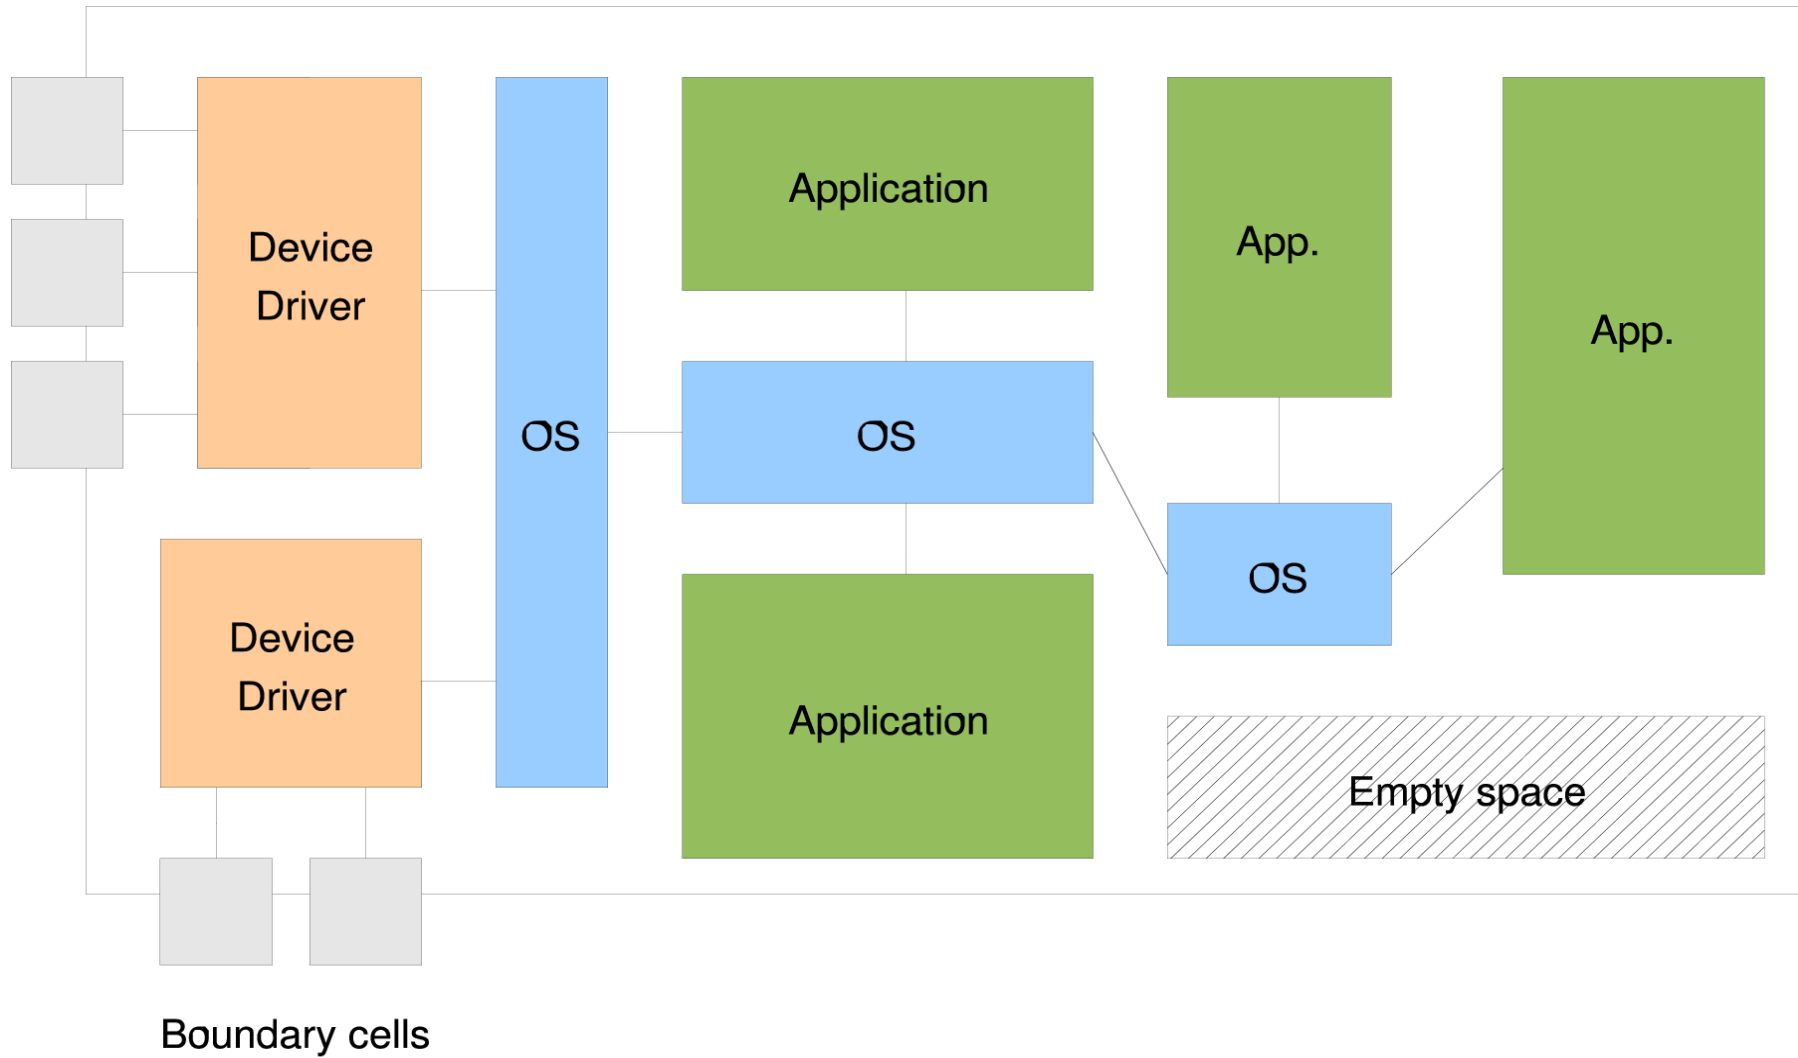 Device
Driver
OS
Application
OS
Application
App.
App.
OS
Device
Driver
Empty space
Boundary cells